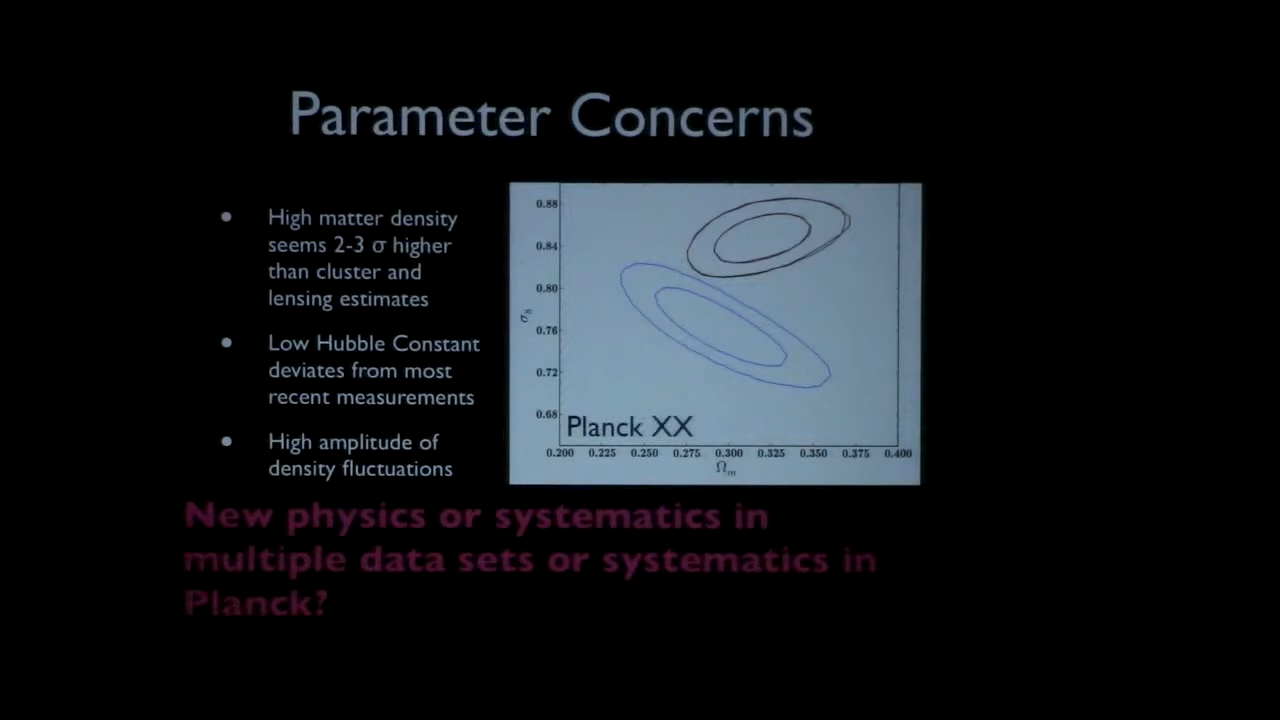 Parameter Concerns
• High matter density
seems 2-3 σ higher
than cluster and
lensing estimates
• Low Hubble Constant
deviates from most
recent measurements
• High amplitude of
density fluctuations
0.88
0.84
0.80
0.76
0.72
0.68
σ8
Planck XX
0.200 0.225 0.250 0.275 0.300 0.325 0.350 0.375 0.400
Ωm
New physics or systematics in
multiple data sets or systematics in
Planck?